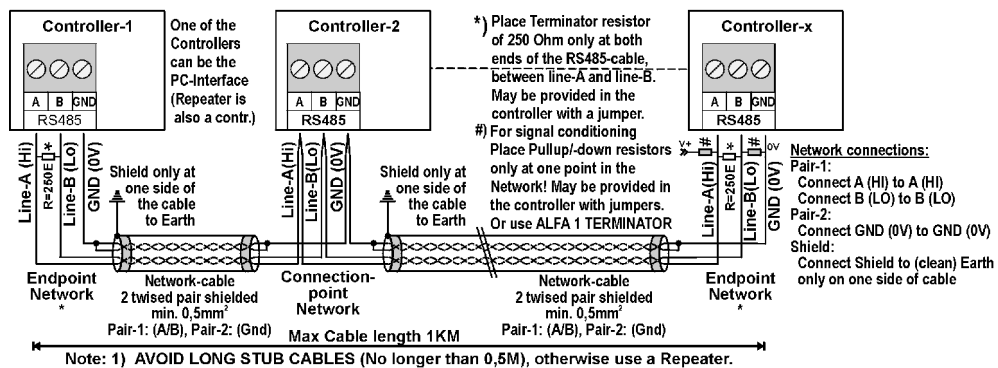 Controller-1
A B GND
RS485
Line-A (Hi)
R=250E *
Line-B (Lo)
GND (0V)
Endpoint
Network
*
One of the
Controllers
can be the
PC-Interface
(Repeater is
also a contr.)
Shield only at
one side of
the cable
to Earth
Network-cable
2 twised pair shielded
min. 0,5mm²
Pair-1: (A/B), Pair-2: (Gnd)
Controller-2
A B GND
RS485
Line-A(Hi)
Line-B(Lo)
GND (0V)
Connection-
point
Network
Shield only at
one side of
the cable
to Earth
*) Place Terminator resistor
of 250 Ohm only at both
ends of the RS485-cable,
between line-A and line-B.
May be provided in the
controller with a jumper.
#) For signal conditioning
Place Pullup/-down resistors
only at one point in the
Network! May be provided in
the controller with jumpers.
Or use ALFA 1 TERMINATOR
Network-cable
2 twised pair shielded
min. 0,5mm²
Pair-1: (A/B), Pair-2: (Gnd)
Controller-x
A B GND
RS485
V+ # * # 0V
Line-A(Hi)
R=250E
Line-B(Lo)
GND (0V)
Endpoint
Network
*
Network connections:
Pair-1:
Connect A (HI) to A (HI)
Connect B (LO) to B (LO)
Pair-2:
Connect GND (0V) to GND (0V)
Shield:
Connect Shield to (clean) Earth
only on one side of cable
Max Cable length 1KM
Note: 1) AVOID LONG STUB CABLES (No longer than 0,5M), otherwise use a Repeater.